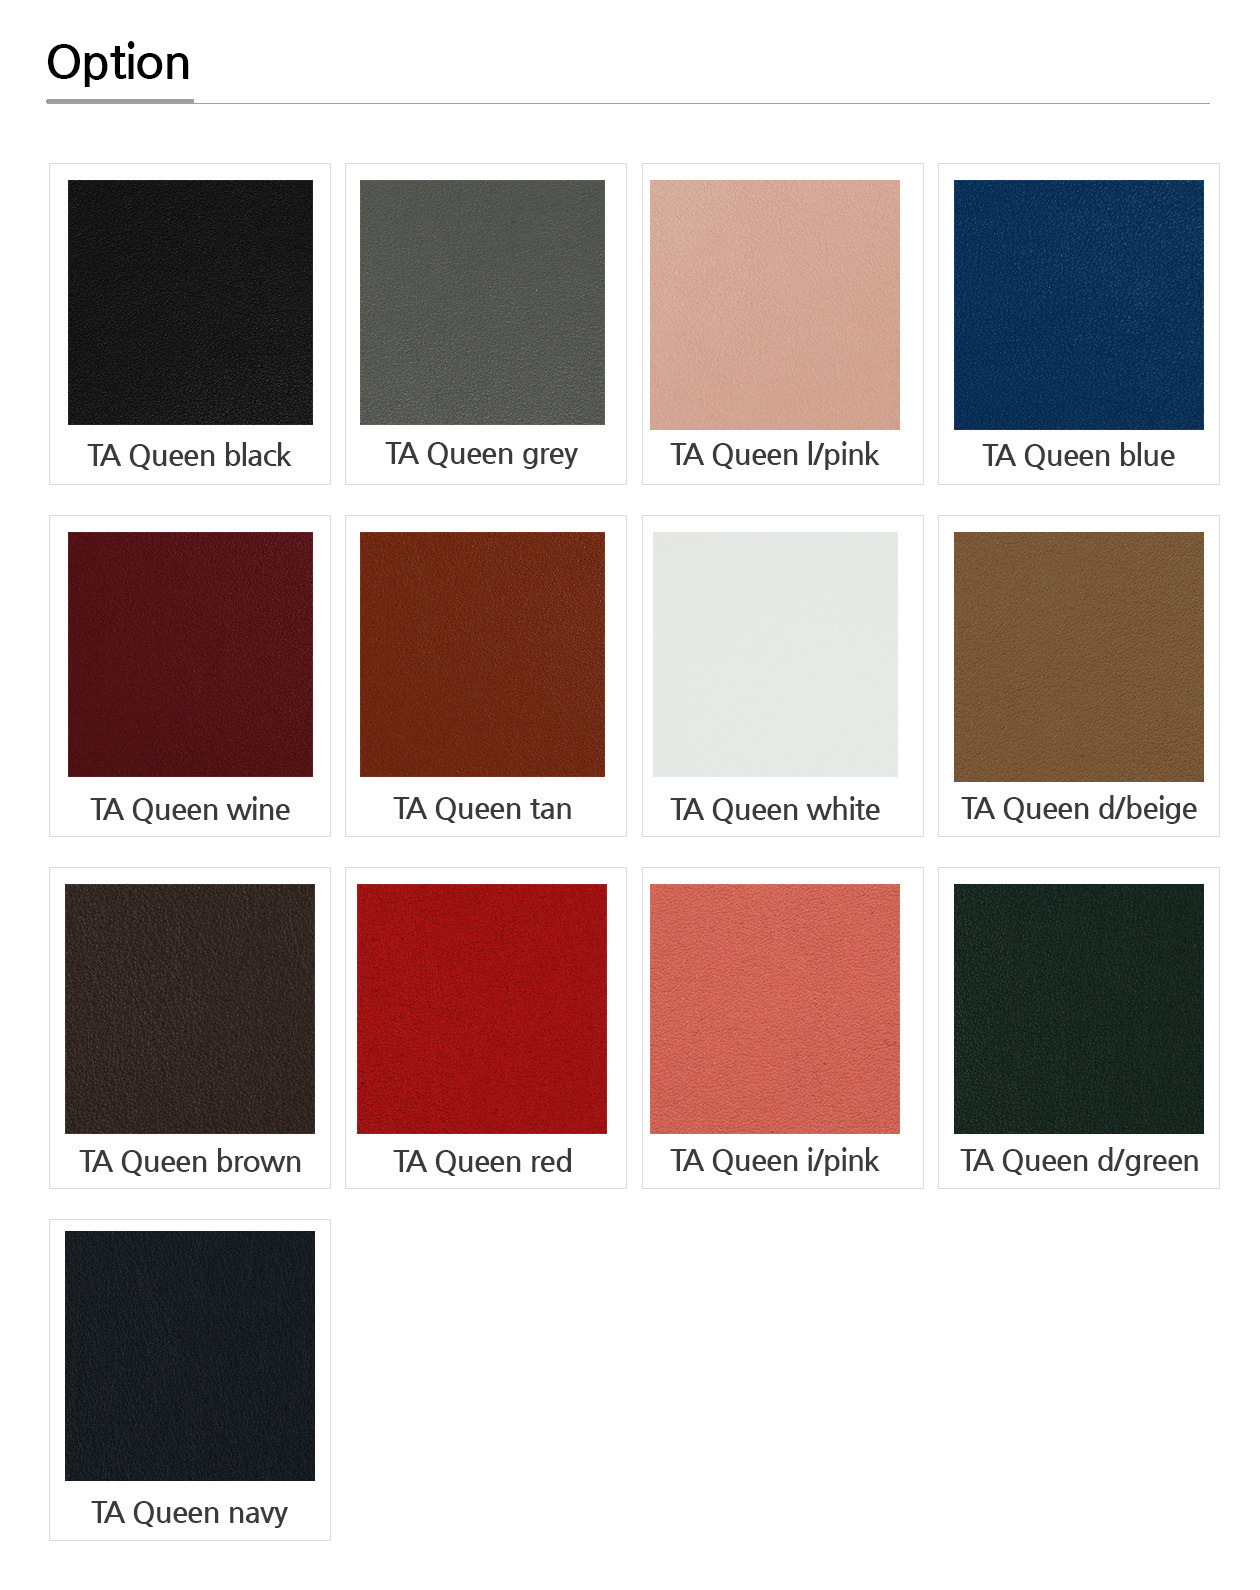 Option
TA Queen black
TA Queen grey
TA Queen l/pink
TA Queen blue
TA Queen wine
TA Queen tan
TA Queen white
TA Queen d/beige
TA Queen brown
TA Queen red
TA Queen i/pink
TA Queen d/green
TA Queen navy